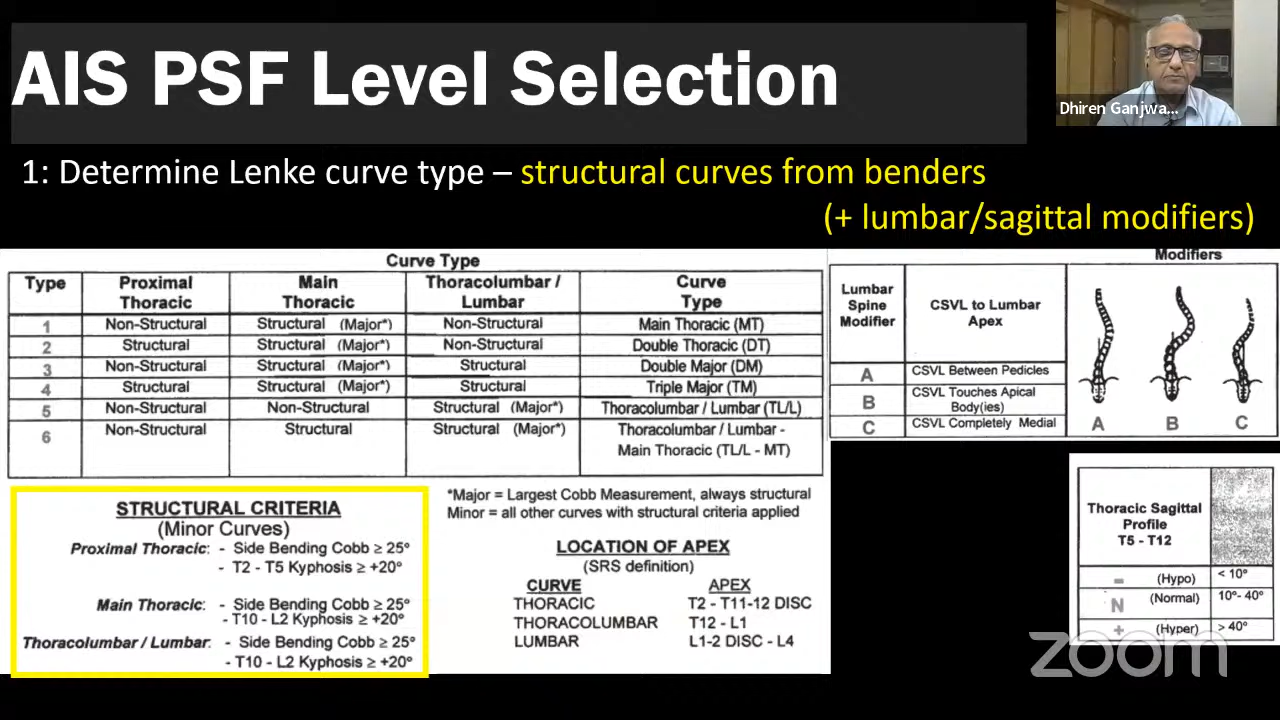 AIS PSF Level Selection
Dhiren Ganjwa...
1: Determine Lenke curve type – structural curves from benders
(+ lumbar/sagittal modifiers)
Curve Type
Type Proximal Thoracic Main Thoracic Thoracolumbar / Lumbar Curve Type
1 Non-Structural Structural (Major*) Non-Structural Main Thoracic (MT)
2 Structural Structural (Major*) Non-Structural Double Thoracic (DT)
3 Non-Structural Structural (Major*) Structural Double Major (DM)
4 Structural Structural (Major*) Structural Triple Major (TM)
5 Non-Structural Non-Structural Structural (Major*) Thoracolumbar / Lumbar (TL/L)
6 Non-Structural Structural Structural (Major*) Thoracolumbar / Lumbar -
Main Thoracic (TL/L - MT)
STRUCTURAL CRITERIA
(Minor Curves)
Proximal Thoracic: - Side Bending Cobb ≥ 25°
- T2 - T5 Kyphosis ≥ +20°
Main Thoracic: - Side Bending Cobb ≥ 25°
- T10 - L2 Kyphosis ≥ +20°
Thoracolumbar / Lumbar: - Side Bending Cobb ≥ 25°
- T10 - L2 Kyphosis ≥ +20°
*Major = Largest Cobb Measurement, always structural
Minor = all other curves with structural criteria applied
LOCATION OF APEX
(SRS definition)
CURVE APEX
THORACIC T2 - T11-12 DISC
THORACOLUMBAR T12 - L1
LUMBAR L1-2 DISC - L4
Modifiers
Lumbar Spine Modifier CSVL to Lumbar Apex
A CSVL Between Pedicles
B CSVL Touches Apical Body(ies)
C CSVL Completely Medial
A B C
Thoracic Sagittal
Profile
T5 - T12
- (Hypo) < 10°
N (Normal) 10°- 40°
+ (Hyper) > 40°
zoom